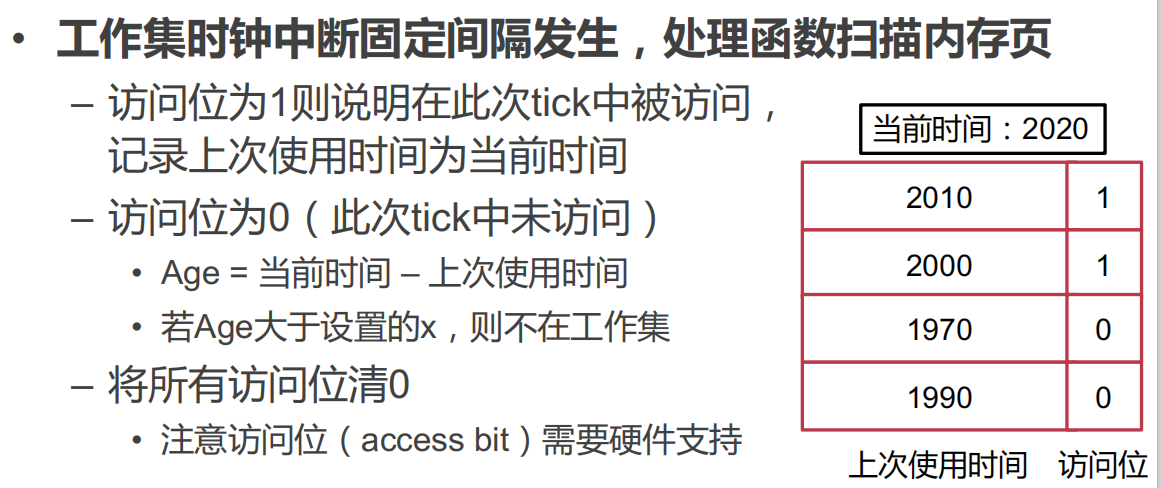 • 工作集时钟中断固定间隔发生，处理函数扫描内存页
– 访问位为1则说明在此次tick中被访问，
记录上次使用时间为当前时间
– 访问位为0（此次tick中未访问）
• Age = 当前时间 – 上次使用时间
• 若Age大于设置的x，则不在工作集
– 将所有访问位清0
• 注意访问位（access bit）需要硬件支持
当前时间：2020
2010 1
2000 1
1970 0
1990 0
上次使用时间 访问位